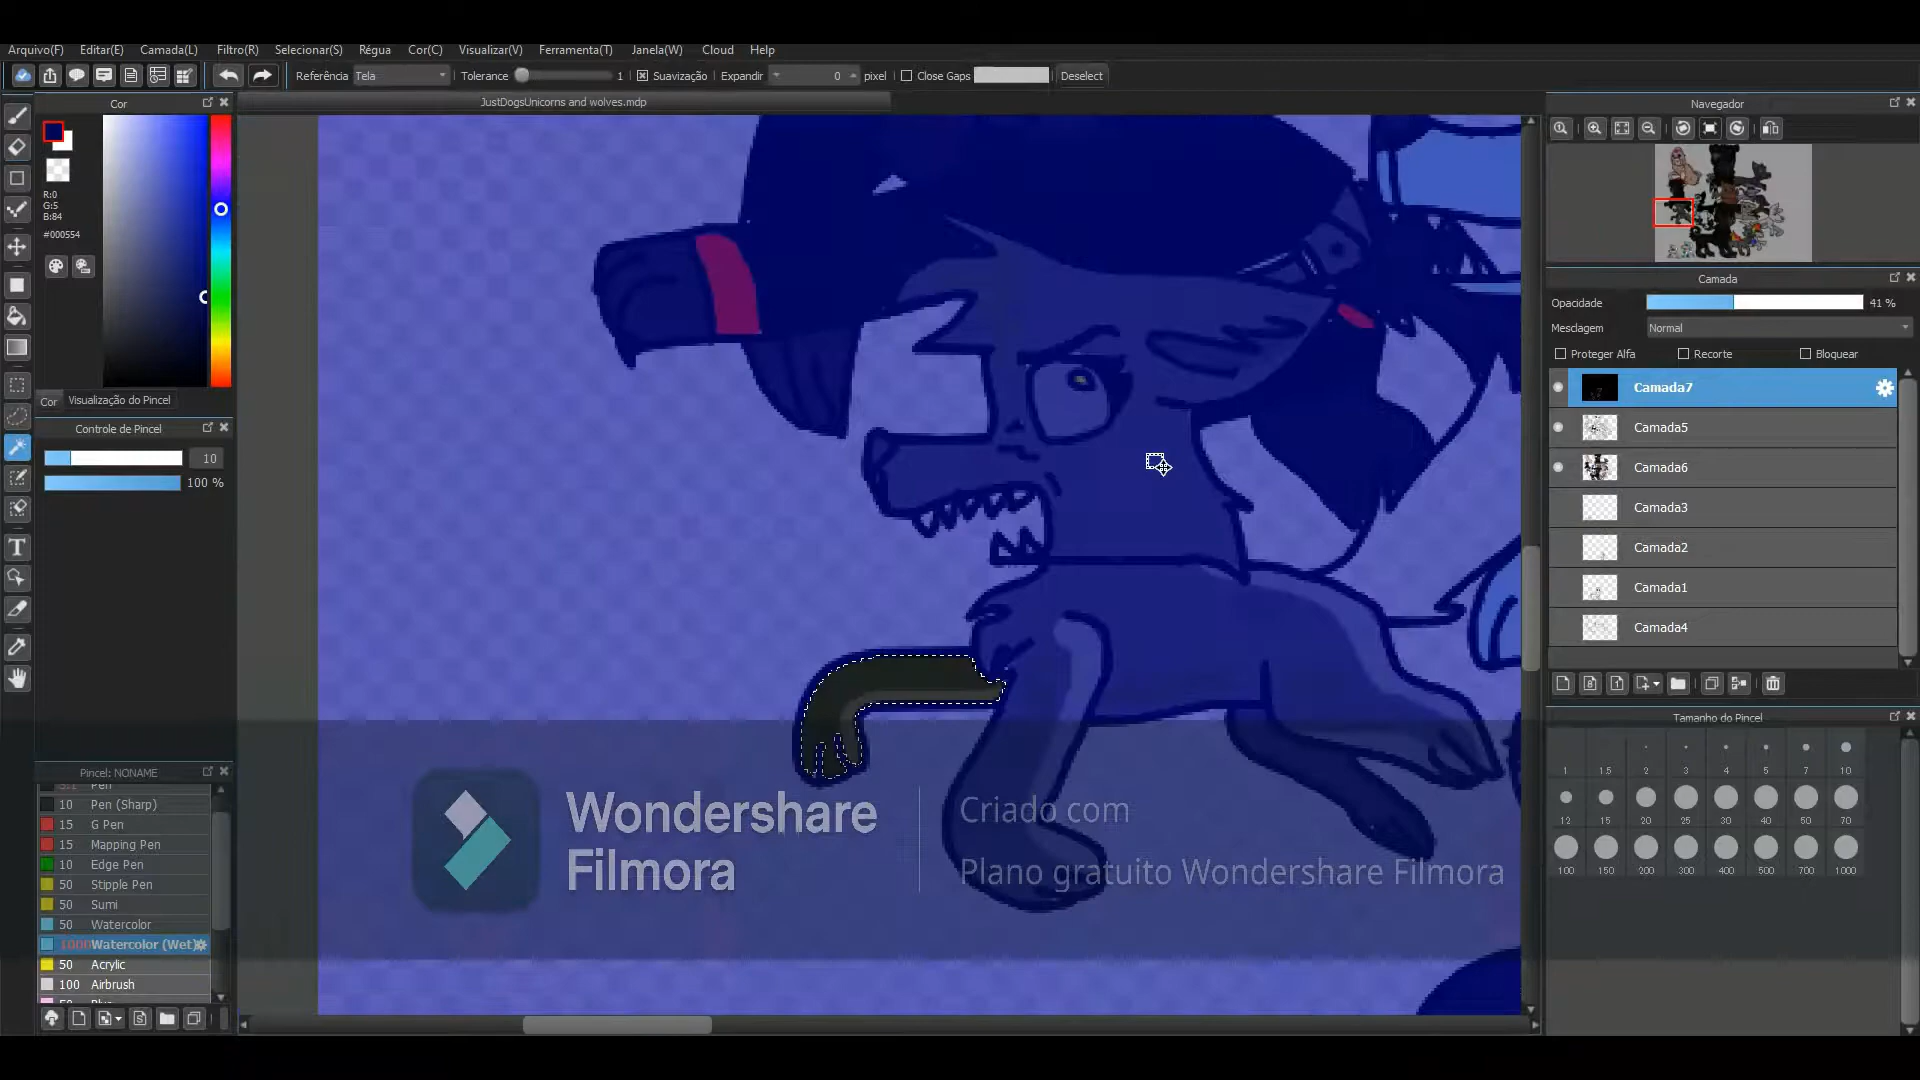 Arquivo(F) Editar(E) Camada(L) Filtro(R) Selecionar(S) Régua Cor(C) Visualizar(V) Ferramenta(T) Janela(W) Cloud Help
Referência Tela Tolerance 1 Suavização Expandir 0 pixel Close Gaps Deselect
Cor
JustDogsUnicorns and wolves.mdp
Navegador
R:0
G:5
B:84
#000554
Cor Visualização do Pincel
Controle de Pincel
10
100 %
Camada
Opacidade 41 %
Mesclagem Normal
Proteger Alfa Recorte Bloquear
Camada7
Camada5
Camada6
Camada3
Camada2
Camada1
Camada4
Pincel: NONAME
Pen
10 Pen (Sharp)
15 G Pen
15 Mapping Pen
10 Edge Pen
50 Stipple Pen
50 Sumi
50 Watercolor
1000 Watercolor (Wet)
50 Acrylic
100 Airbrush
Wondershare
Filmora
Criado com
Plano gratuito Wondershare Filmora
Tamanho do Pincel
1 1.5 2 3 4 5 7 10
12 15 20 25 30 40 50 70
100 150 200 300 400 500 700 1000